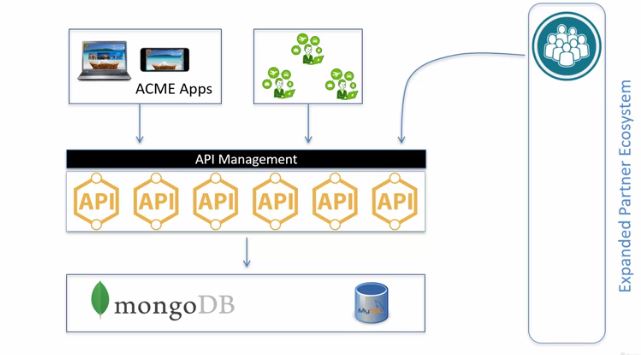 ACME Apps
API Management
API API API API API API
mongoDB
MySQL
Expanded Partner Ecosystem